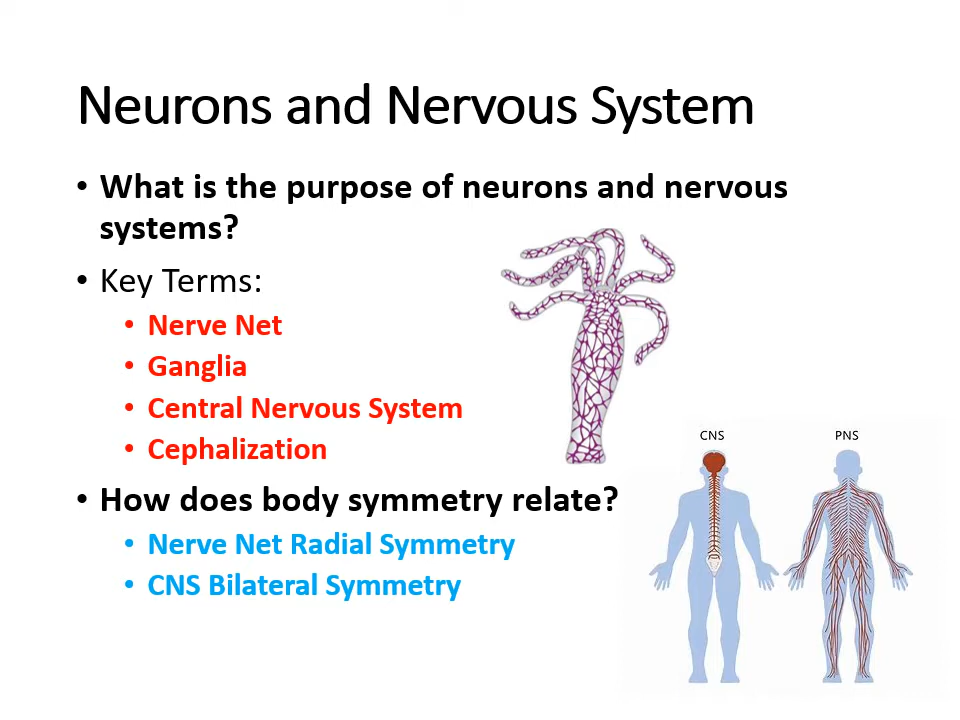 Neurons and Nervous System
• What is the purpose of neurons and nervous
systems?
• Key Terms:
• Nerve Net
• Ganglia
• Central Nervous System
• Cephalization
• How does body symmetry relate?
• Nerve Net Radial Symmetry
• CNS Bilateral Symmetry
CNS
PNS